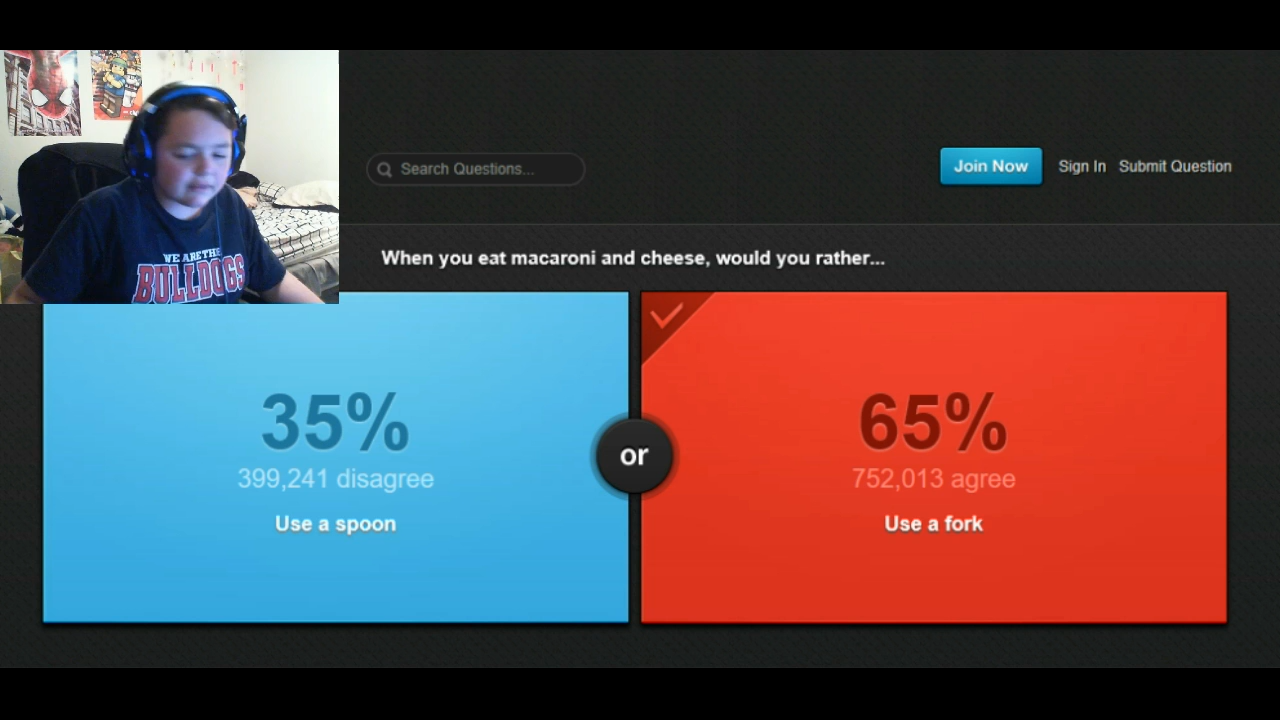 WE ARE THE
BULLDOGS
Search Questions...
Join Now
Sign In
Submit Question
When you eat macaroni and cheese, would you rather...
35%
399,241 disagree
Use a spoon
or
65%
752,013 agree
Use a fork